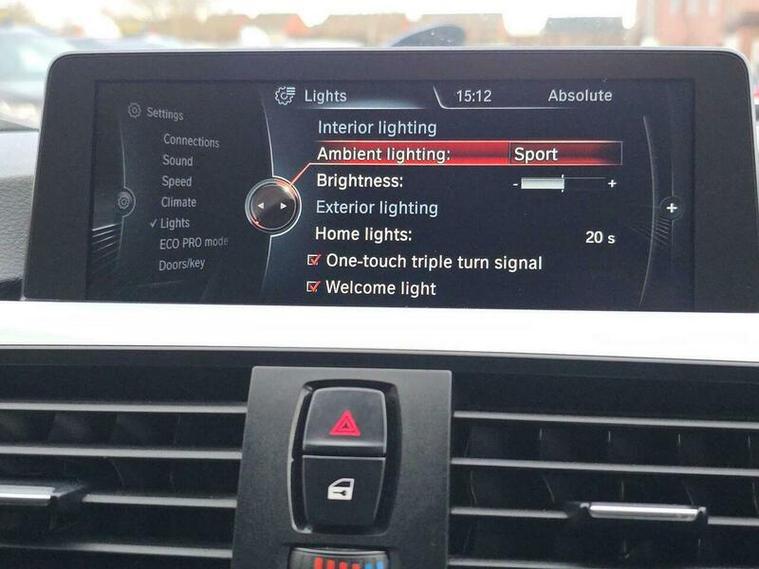 Lights 15:12 Absolute
Settings
Connections
Sound
Speed
Climate
Lights
ECO PRO mode
Doors/key
Interior lighting
Ambient lighting: Sport
Brightness: - +
Exterior lighting
Home lights: 20 s
One-touch triple turn signal
Welcome light
+